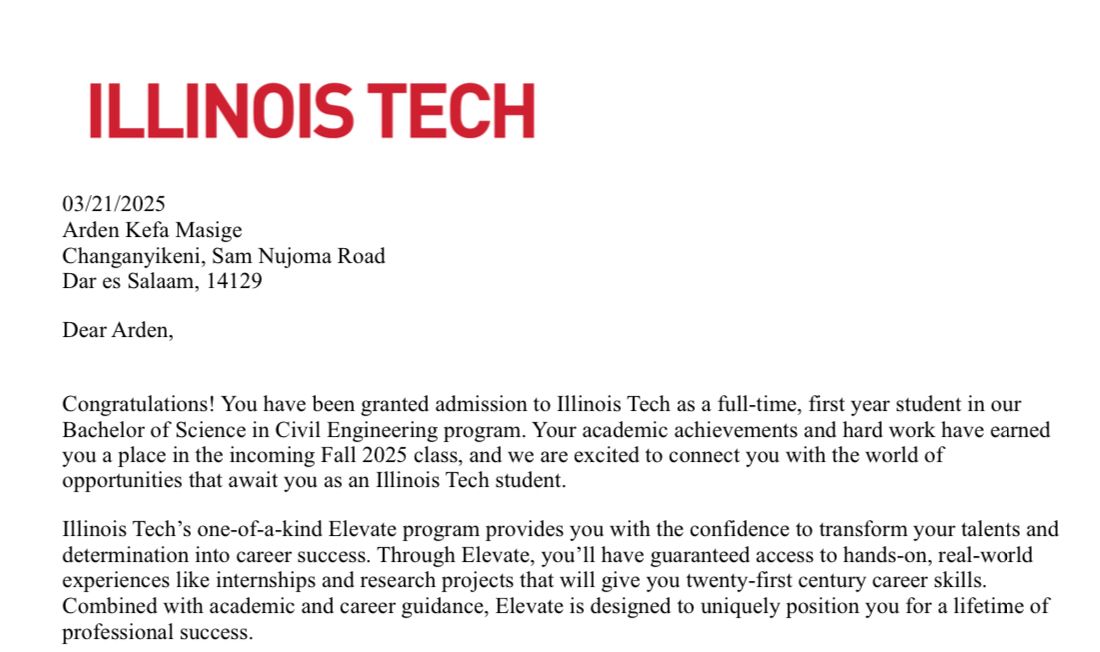 ILLINOIS TECH
03/21/2025
Arden Kefa Masige
Changanyikeni, Sam Nujoma Road
Dar es Salaam, 14129
Dear Arden,
Congratulations! You have been granted admission to Illinois Tech as a full-time, first year student in our
Bachelor of Science in Civil Engineering program. Your academic achievements and hard work have earned
you a place in the incoming Fall 2025 class, and we are excited to connect you with the world of
opportunities that await you as an Illinois Tech student.
Illinois Tech’s one-of-a-kind Elevate program provides you with the confidence to transform your talents and
determination into career success. Through Elevate, you’ll have guaranteed access to hands-on, real-world
experiences like internships and research projects that will give you twenty-first century career skills.
Combined with academic and career guidance, Elevate is designed to uniquely position you for a lifetime of
professional success.